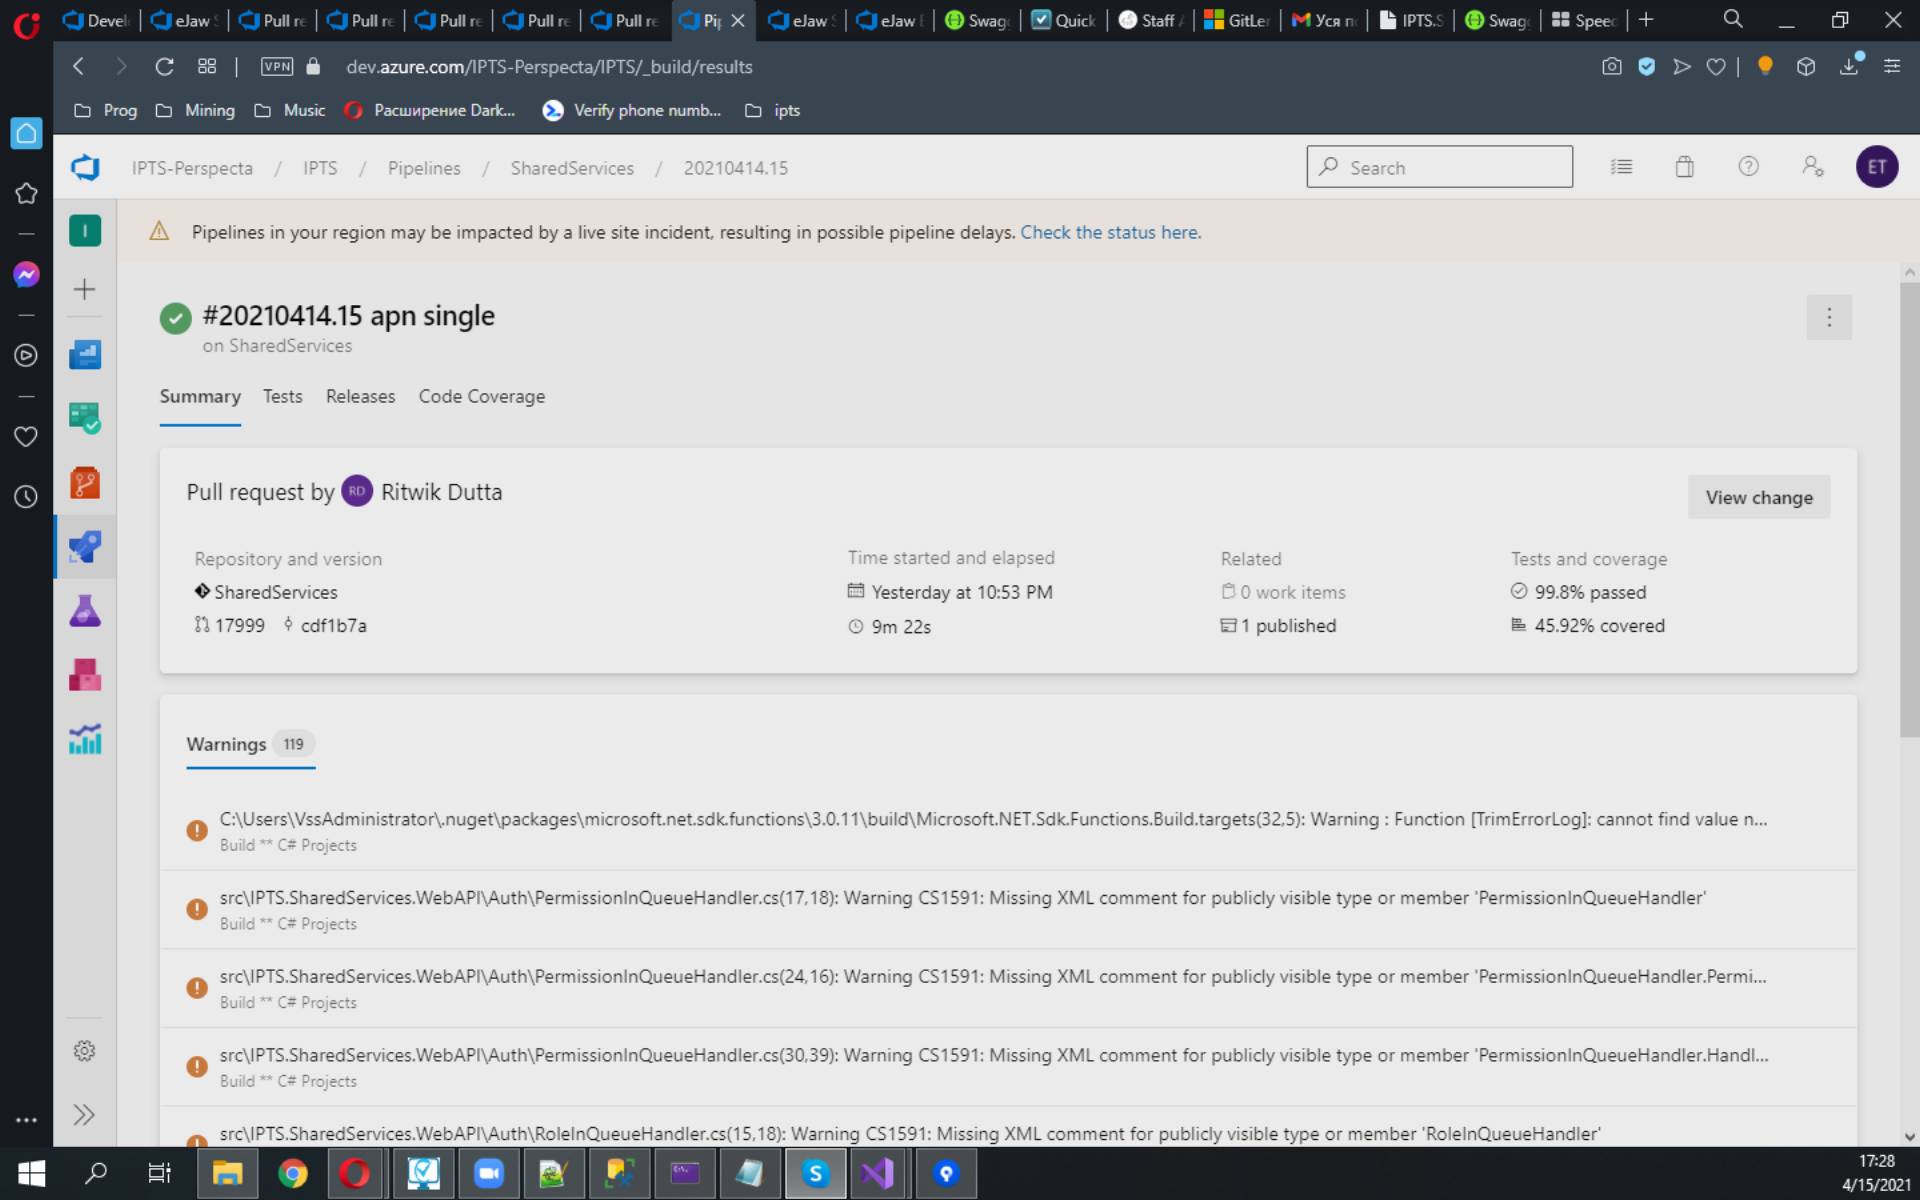 Devel
eJaw S
Pull re
Pull re
Pull re
Pull re
Pull re
Pip
eJaw S
eJaw
Swag
Quick
Staff
GitLe
Уся п
IPTS.S
Swag
Speed
VPN
dev.azure.com/IPTS-Perspecta/IPTS/_build/results
Prog
Mining
Music
Расширение Dark...
Verify phone numb...
ipts
IPTS-Perspecta / IPTS / Pipelines / SharedServices / 20210414.15
Search
ET
I
Pipelines in your region may be impacted by a live site incident, resulting in possible pipeline delays. Check the status here.
#20210414.15 apn single
on SharedServices
Summary
Tests
Releases
Code Coverage
Pull request by RD Ritwik Dutta
View change
Repository and version
SharedServices
17999 cdf1b7a
Time started and elapsed
Yesterday at 10:53 PM
9m 22s
Related
0 work items
1 published
Tests and coverage
99.8% passed
45.92% covered
Warnings 119
C:\Users\VssAdministrator\.nuget\packages\microsoft.net.sdk.functions\3.0.11\build\Microsoft.NET.Sdk.Functions.Build.targets(32,5): Warning : Function [TrimErrorLog]: cannot find value n...
Build ** C# Projects
src\IPTS.SharedServices.WebAPI\Auth\PermissionInQueueHandler.cs(17,18): Warning CS1591: Missing XML comment for publicly visible type or member 'PermissionInQueueHandler'
Build ** C# Projects
src\IPTS.SharedServices.WebAPI\Auth\PermissionInQueueHandler.cs(24,16): Warning CS1591: Missing XML comment for publicly visible type or member 'PermissionInQueueHandler.Permi...
Build ** C# Projects
src\IPTS.SharedServices.WebAPI\Auth\PermissionInQueueHandler.cs(30,39): Warning CS1591: Missing XML comment for publicly visible type or member 'PermissionInQueueHandler.Handl...
Build ** C# Projects
src\IPTS.SharedServices.WebAPI\Auth\RoleInQueueHandler.cs(15,18): Warning CS1591: Missing XML comment for publicly visible type or member 'RoleInQueueHandler'
17:28
4/15/2021